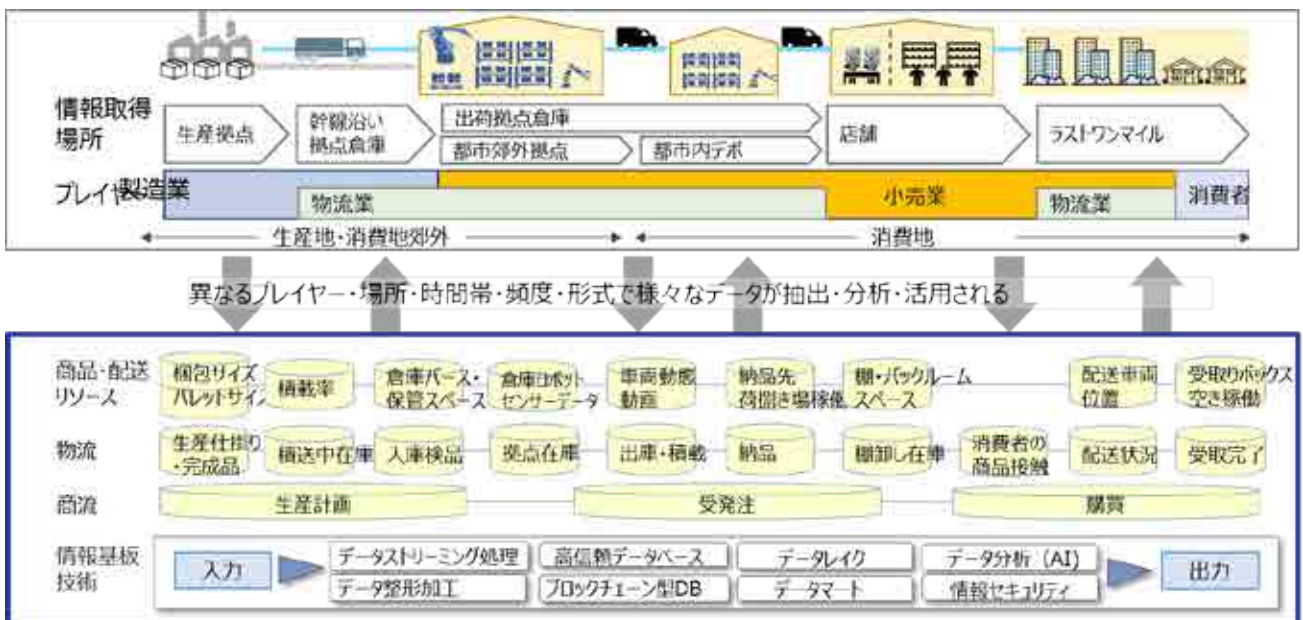 情報取得
場所
生産拠点
幹線沿い
拠点倉庫
出荷拠点倉庫
都市郊外拠点
都市内デポ
店舗
ラストワンマイル
プレイヤー
製造業
物流業
小売業
物流業
消費者
生産地・消費地郊外
消費地
異なるプレイヤー・場所・時間帯・頻度・形式で様々なデータが抽出・分析・活用される
商品・配送
リソース
梱包サイズ
パレットサイズ
積載率
倉庫バース・
保管スペース
倉庫ロボット
センサーデータ
車両動態
動画
納品先
荷捌き場稼働
棚・バックルーム
スペース
配送車両
位置
受取りボックス
空き稼働
物流
生産仕掛り
・完成品
積送中在庫
入庫検品
拠点在庫
出庫・積載
納品
棚卸し在庫
消費者の
商品接触
配送状況
受取完了
商流
生産計画
受発注
購買
情報基板
技術
入力
データストリーミング処理
データ整形加工
高信頼データベース
ブロックチェーン型DB
データレイク
データマート
データ分析（AI）
情報セキュリティ
出力